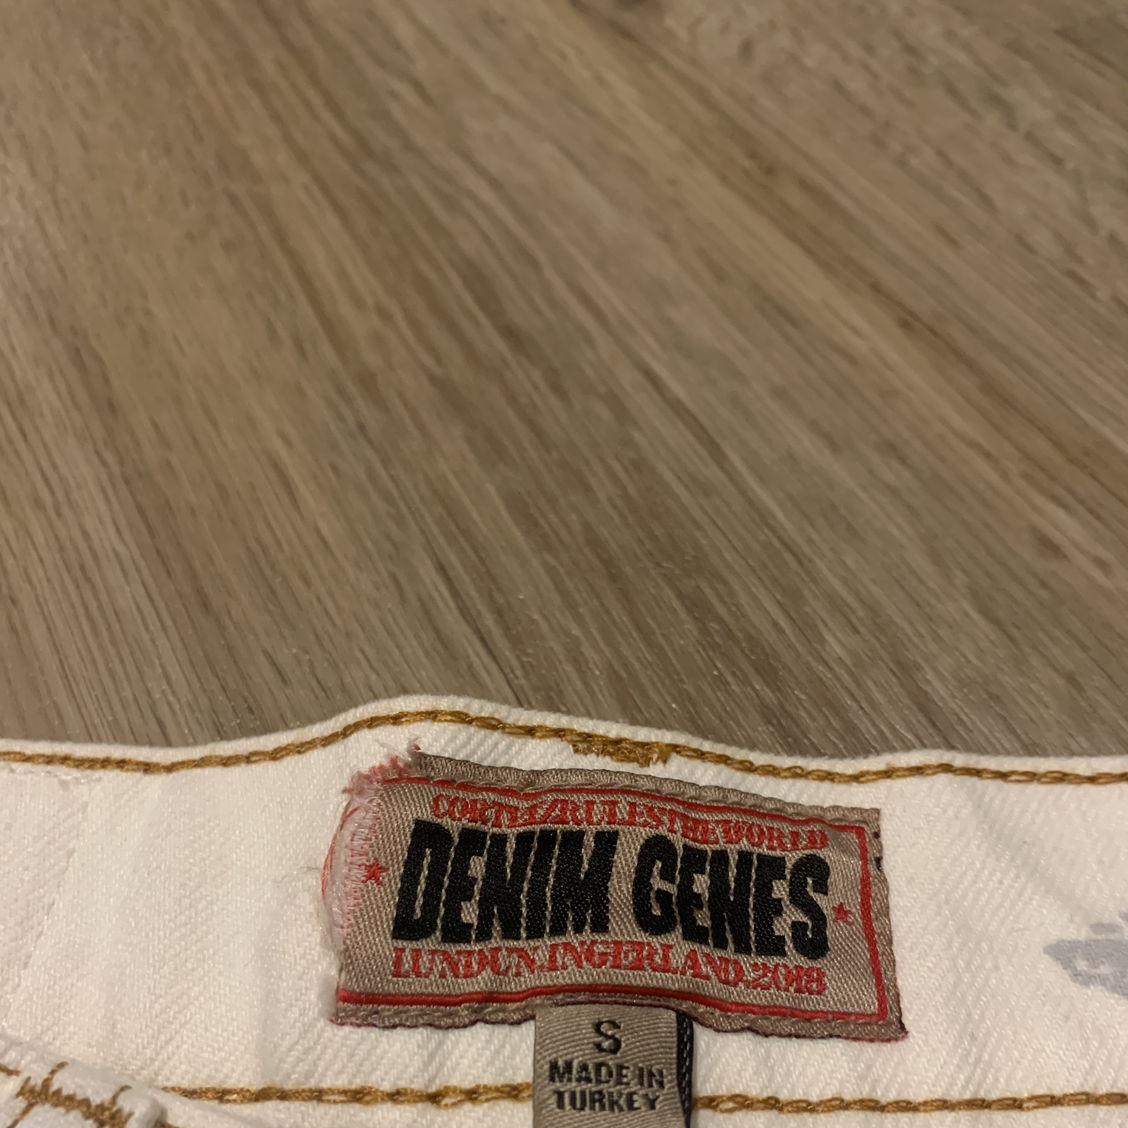 CORTEIZRULESTHEWORLD
DENIM GENES
LUNDUN.INGERLAND.2018
S
MADE IN
TURKEY